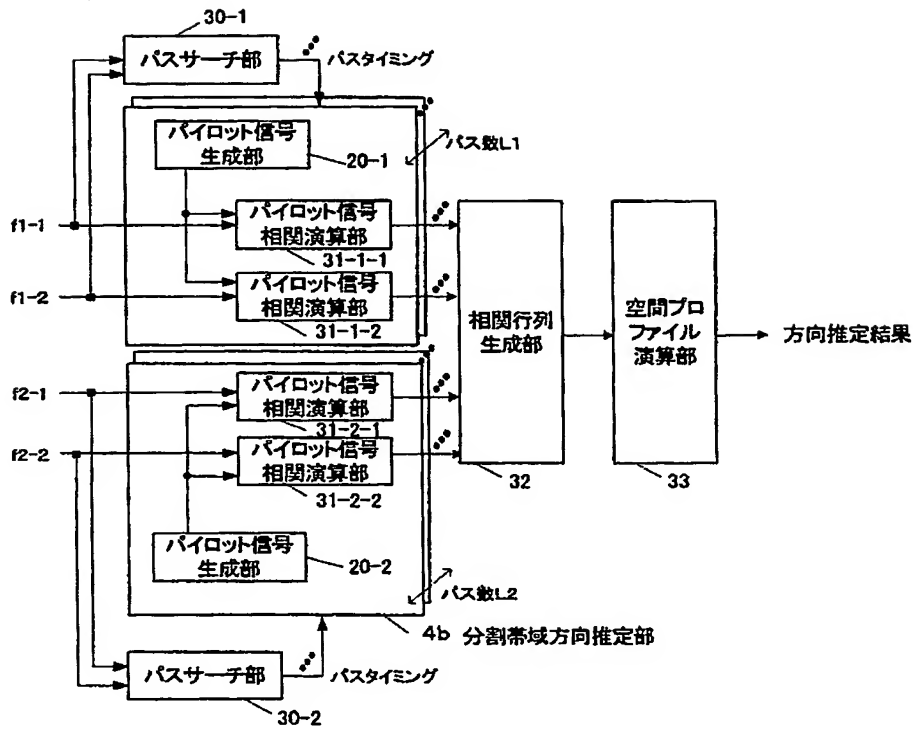 30-1
パスサーチ部
パスタイミング
パイロット信号
生成部
20-1
パス数L1
f1-1
パイロット信号
相関演算部
31-1-1
f1-2
パイロット信号
相関演算部
31-1-2
相関行列
生成部
32
空間プロ
ファイル
演算部
33
方向推定結果
f2-1
パイロット信号
相関演算部
31-2-1
f2-2
パイロット信号
相関演算部
31-2-2
パイロット信号
生成部
20-2
パス数L2
4b 分割帯域方向推定部
パスサーチ部
パスタイミング
30-2